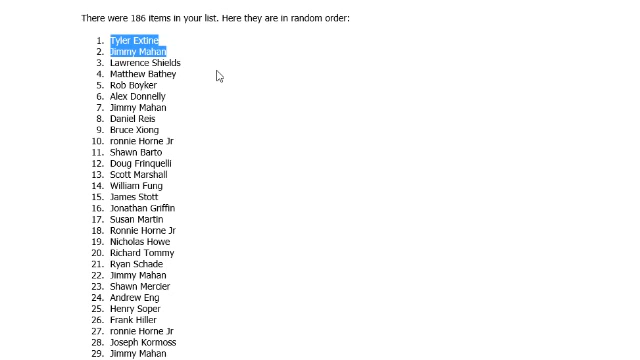 There were 186 items in your list. Here they are in random order:
1. Tyler Extine
2. Jimmy Mahan
3. Lawrence Shields
4. Matthew Bathey
5. Rob Boyker
6. Alex Donnelly
7. Jimmy Mahan
8. Daniel Reis
9. Bruce Xiong
10. ronnie Horne Jr
11. Shawn Barto
12. Doug Frinquelli
13. Scott Marshall
14. William Fung
15. James Stott
16. Jonathan Griffin
17. Susan Martin
18. Ronnie Horne Jr
19. Nicholas Howe
20. Richard Tommy
21. Ryan Schade
22. Jimmy Mahan
23. Shawn Mercier
24. Andrew Eng
25. Henry Soper
26. Frank Hiller
27. ronnie Horne Jr
28. Joseph Kormoss
29. Jimmy Mahan